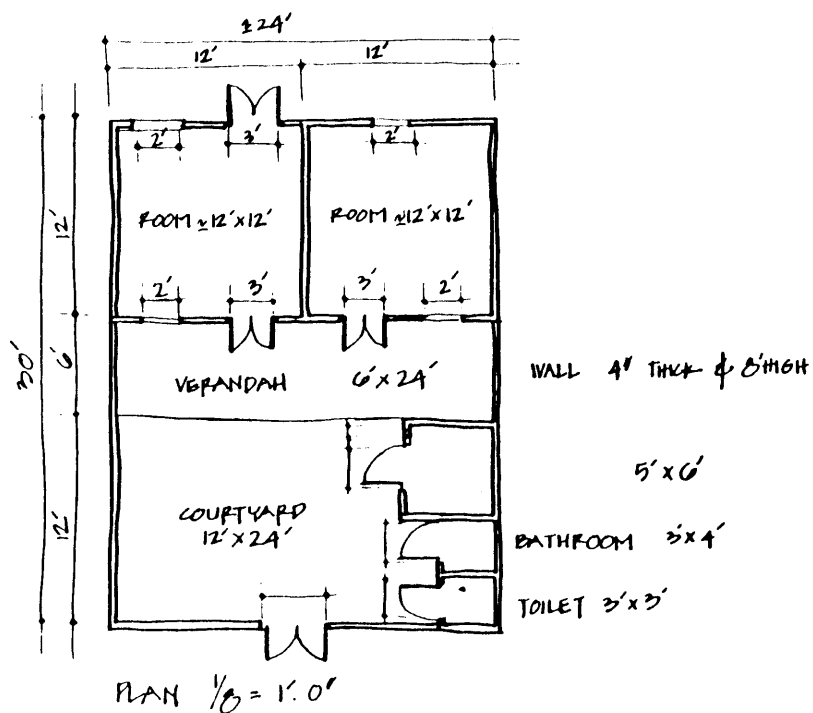 ±24'
12' 12'
2' 3' 2'
ROOM ≃12'x12' ROOM ≃12'x12'
2' 3' 3' 2'
30'
12'
6'
12'
VERANDAH 6'x24'
WALL 4" THCK & 8'HIGH
5'x6'
COURTYARD
12'x24'
BATHROOM 3'x4'
TOILET 3'x3'
PLAN 1/8 = 1'.0"